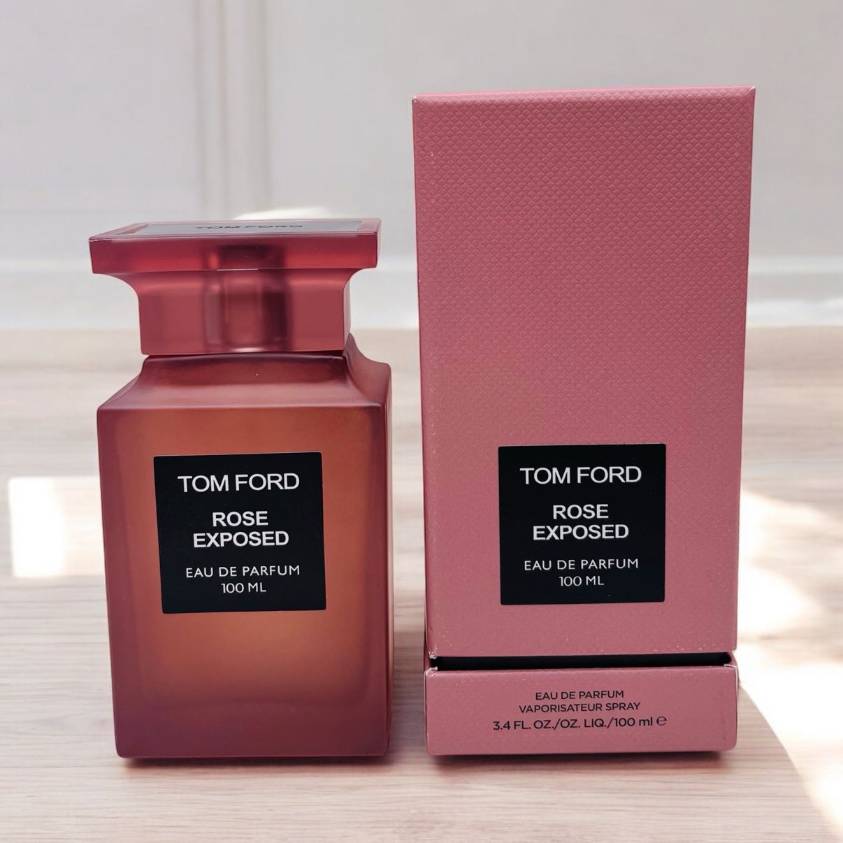 TOM FORD
TOM FORD
ROSE
EXPOSED
EAU DE PARFUM
100 ML
TOM FORD
ROSE
EXPOSED
EAU DE PARFUM
100 ML
EAU DE PARFUM
VAPORISATEUR SPRAY
3.4 FL. OZ./OZ. LIQ./100 ml ℮